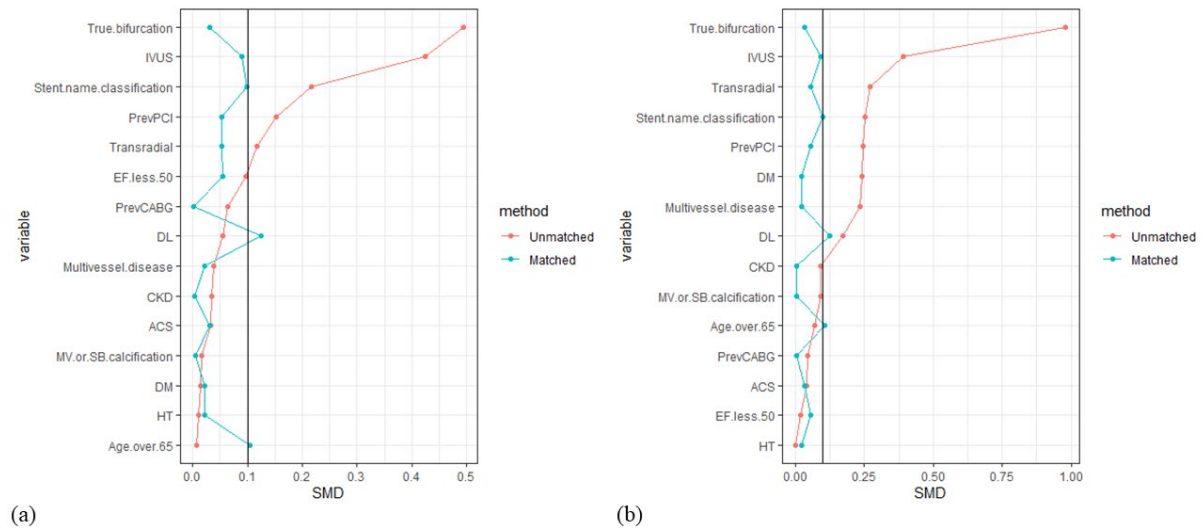 True.bifurcation
IVUS
Stent.name.classification
PrevPCI
Transradial
EF.less.50
PrevCABG
DL
Multivessel.disease
CKD
ACS
MV.or.SB.calcification
DM
HT
Age.over.65
variable
0.0
0.1
0.2
0.3
0.4
0.5
SMD
method
Unmatched
Matched
(a)
True.bifurcation
IVUS
Transradial
Stent.name.classification
PrevPCI
DM
Multivessel.disease
DL
CKD
MV.or.SB.calcification
Age.over.65
PrevCABG
ACS
EF.less.50
HT
variable
0.00
0.25
0.50
0.75
1.00
SMD
method
Unmatched
Matched
(b)